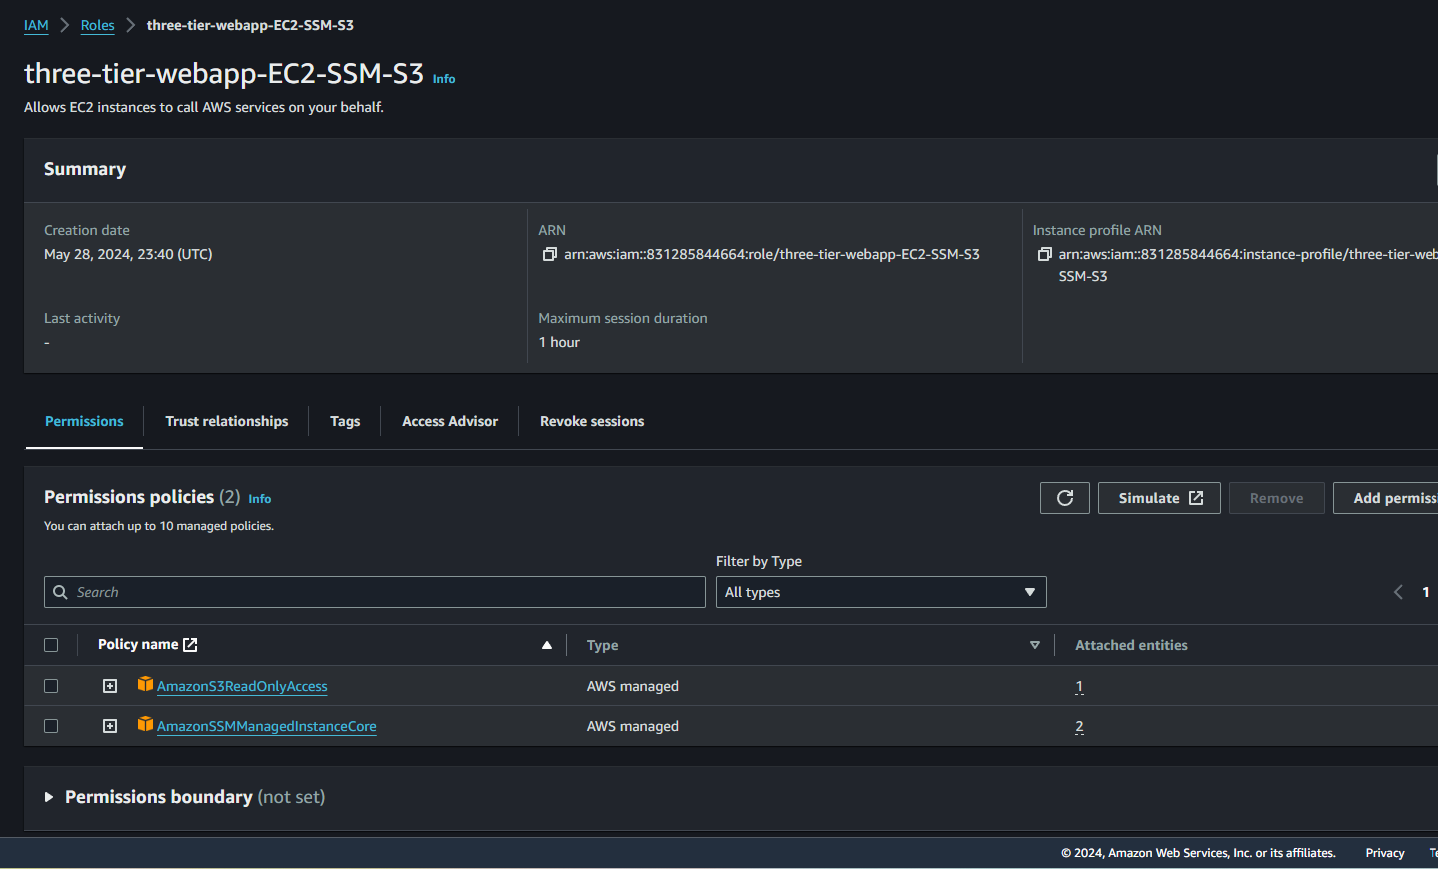 IAM > Roles > three-tier-webapp-EC2-SSM-S3
three-tier-webapp-EC2-SSM-S3 Info
Allows EC2 instances to call AWS services on your behalf.
Summary
Creation date
May 28, 2024, 23:40 (UTC)
ARN
arn:aws:iam::831285844664:role/three-tier-webapp-EC2-SSM-S3
Instance profile ARN
arn:aws:iam::831285844664:instance-profile/three-tier-web
SSM-S3
Last activity
-
Maximum session duration
1 hour
Permissions Trust relationships Tags Access Advisor Revoke sessions
Permissions policies (2) Info
You can attach up to 10 managed policies.
Simulate Remove Add permiss
Filter by Type
Search All types 1
Policy name Type Attached entities
AmazonS3ReadOnlyAccess AWS managed 1
AmazonSSMManagedInstanceCore AWS managed 2
Permissions boundary (not set)
© 2024, Amazon Web Services, Inc. or its affiliates. Privacy